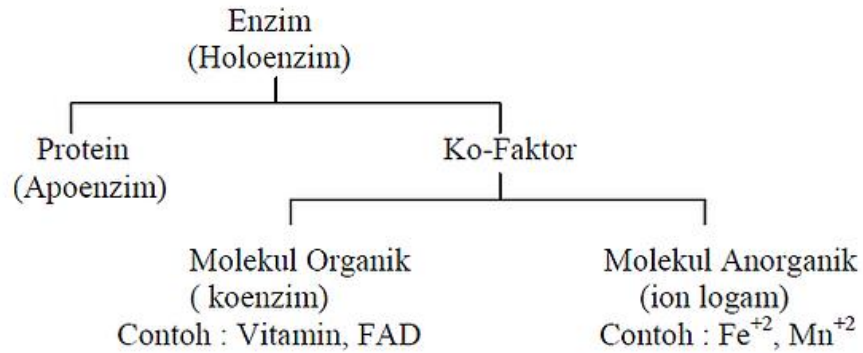 Enzim
(Holoenzim)
Protein
(Apoenzim)
Ko-Faktor
Molekul Organik
( koenzim)
Contoh : Vitamin, FAD
Molekul Anorganik
(ion logam)
Contoh : Fe⁺², Mn⁺²